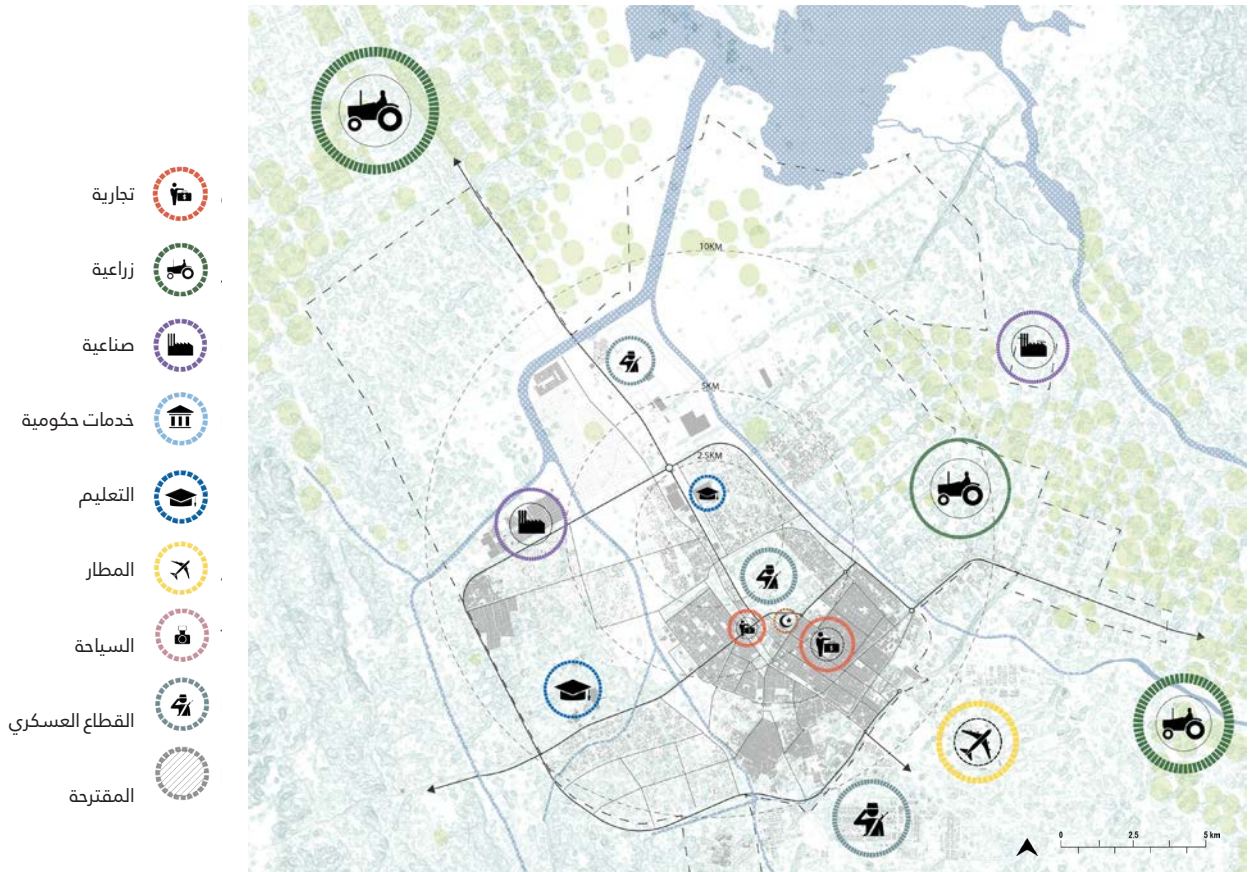 تجارية
زراعية
صناعية
خدمات حكومية
التعليم
المطار
السياحة
القطاع العسكري
المقترحة
10KM
5KM
2.5KM
0 2.5 5 km